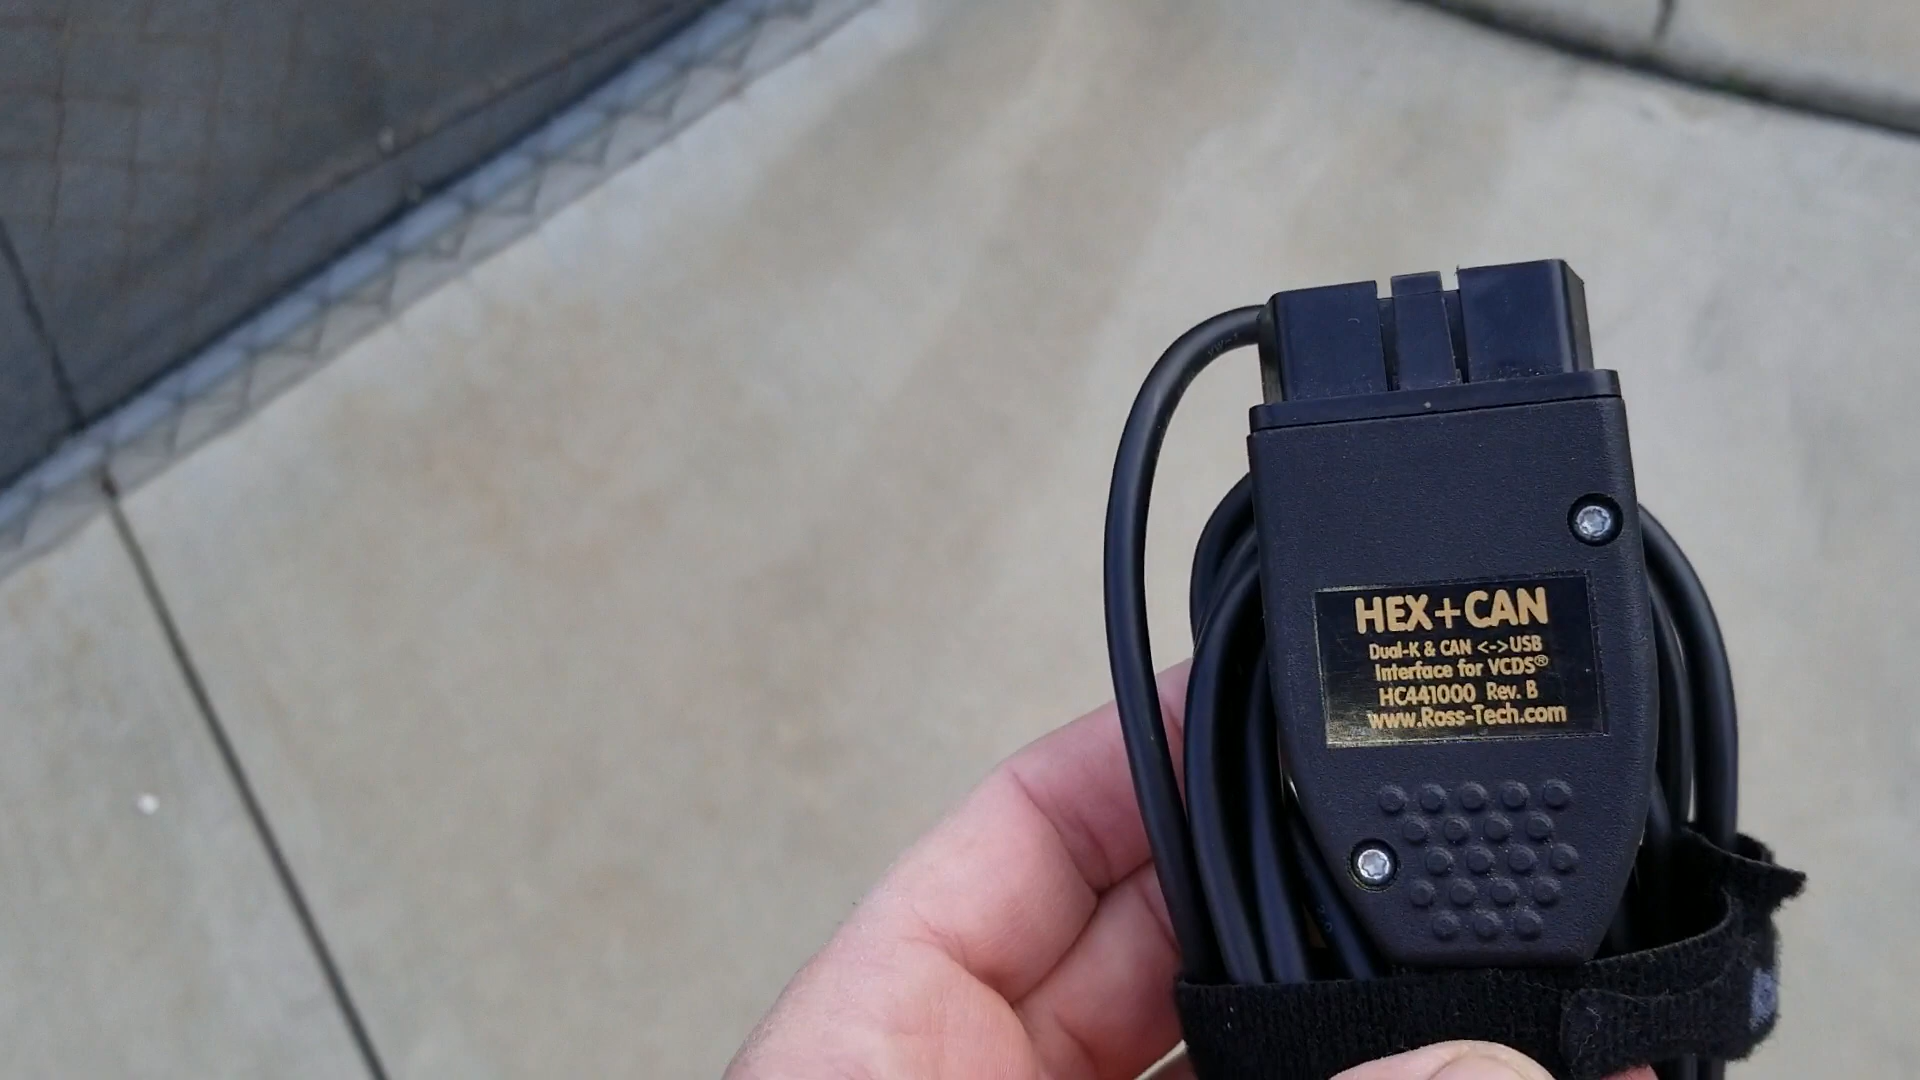 HEX+CAN
Dual-K & CAN <->USB
Interface for VCDS®
HC441000 Rev. B
www.Ross-Tech.com